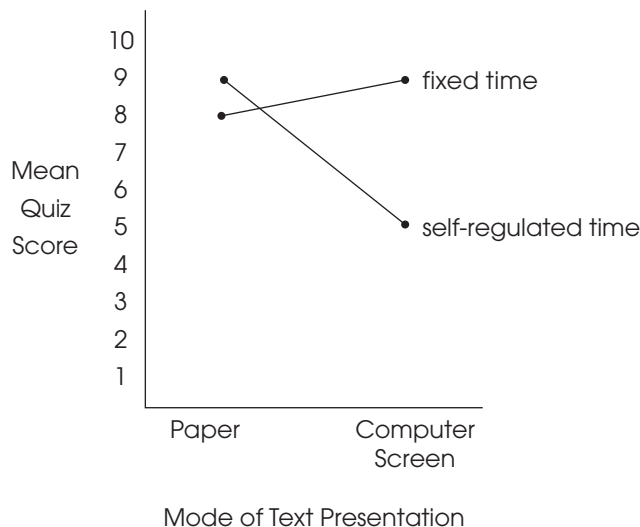 10
9
fixed time
8
7
Mean
Quiz
Score
6
5
self-regulated time
4
3
2
1
Paper
Computer
Screen
Mode of Text Presentation